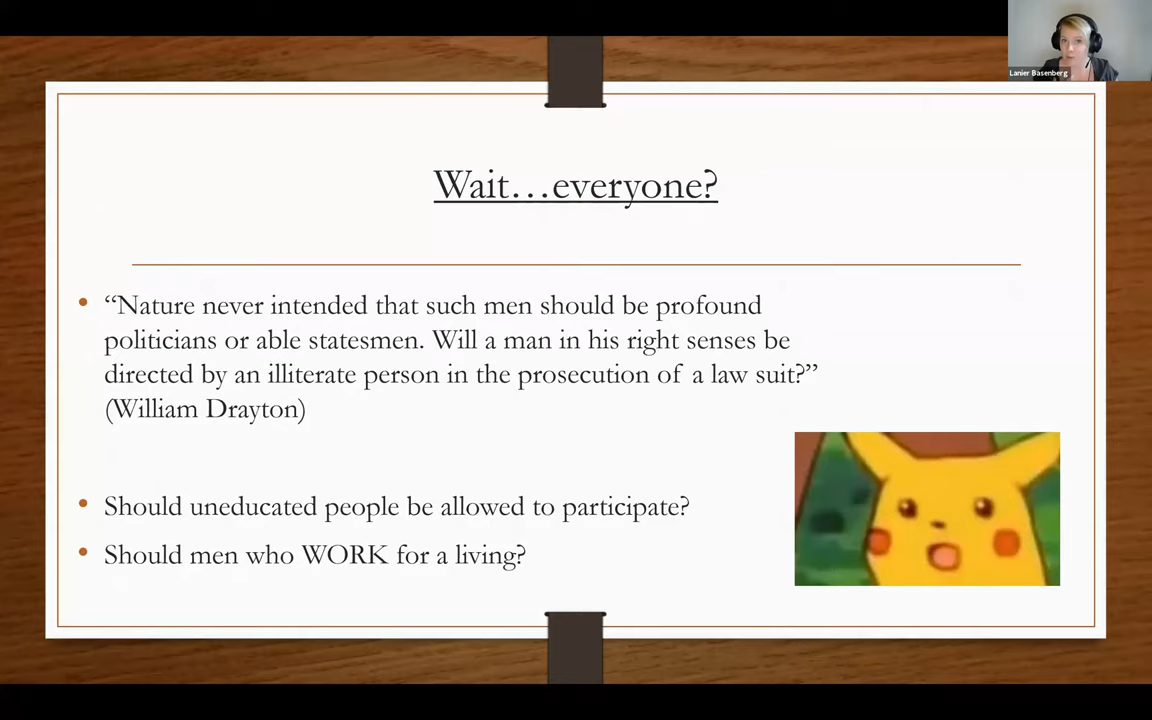 Lanier Basenberg
Wait…everyone?
• “Nature never intended that such men should be profound
politicians or able statesmen. Will a man in his right senses be
directed by an illiterate person in the prosecution of a law suit?”
(William Drayton)
• Should uneducated people be allowed to participate?
• Should men who WORK for a living?